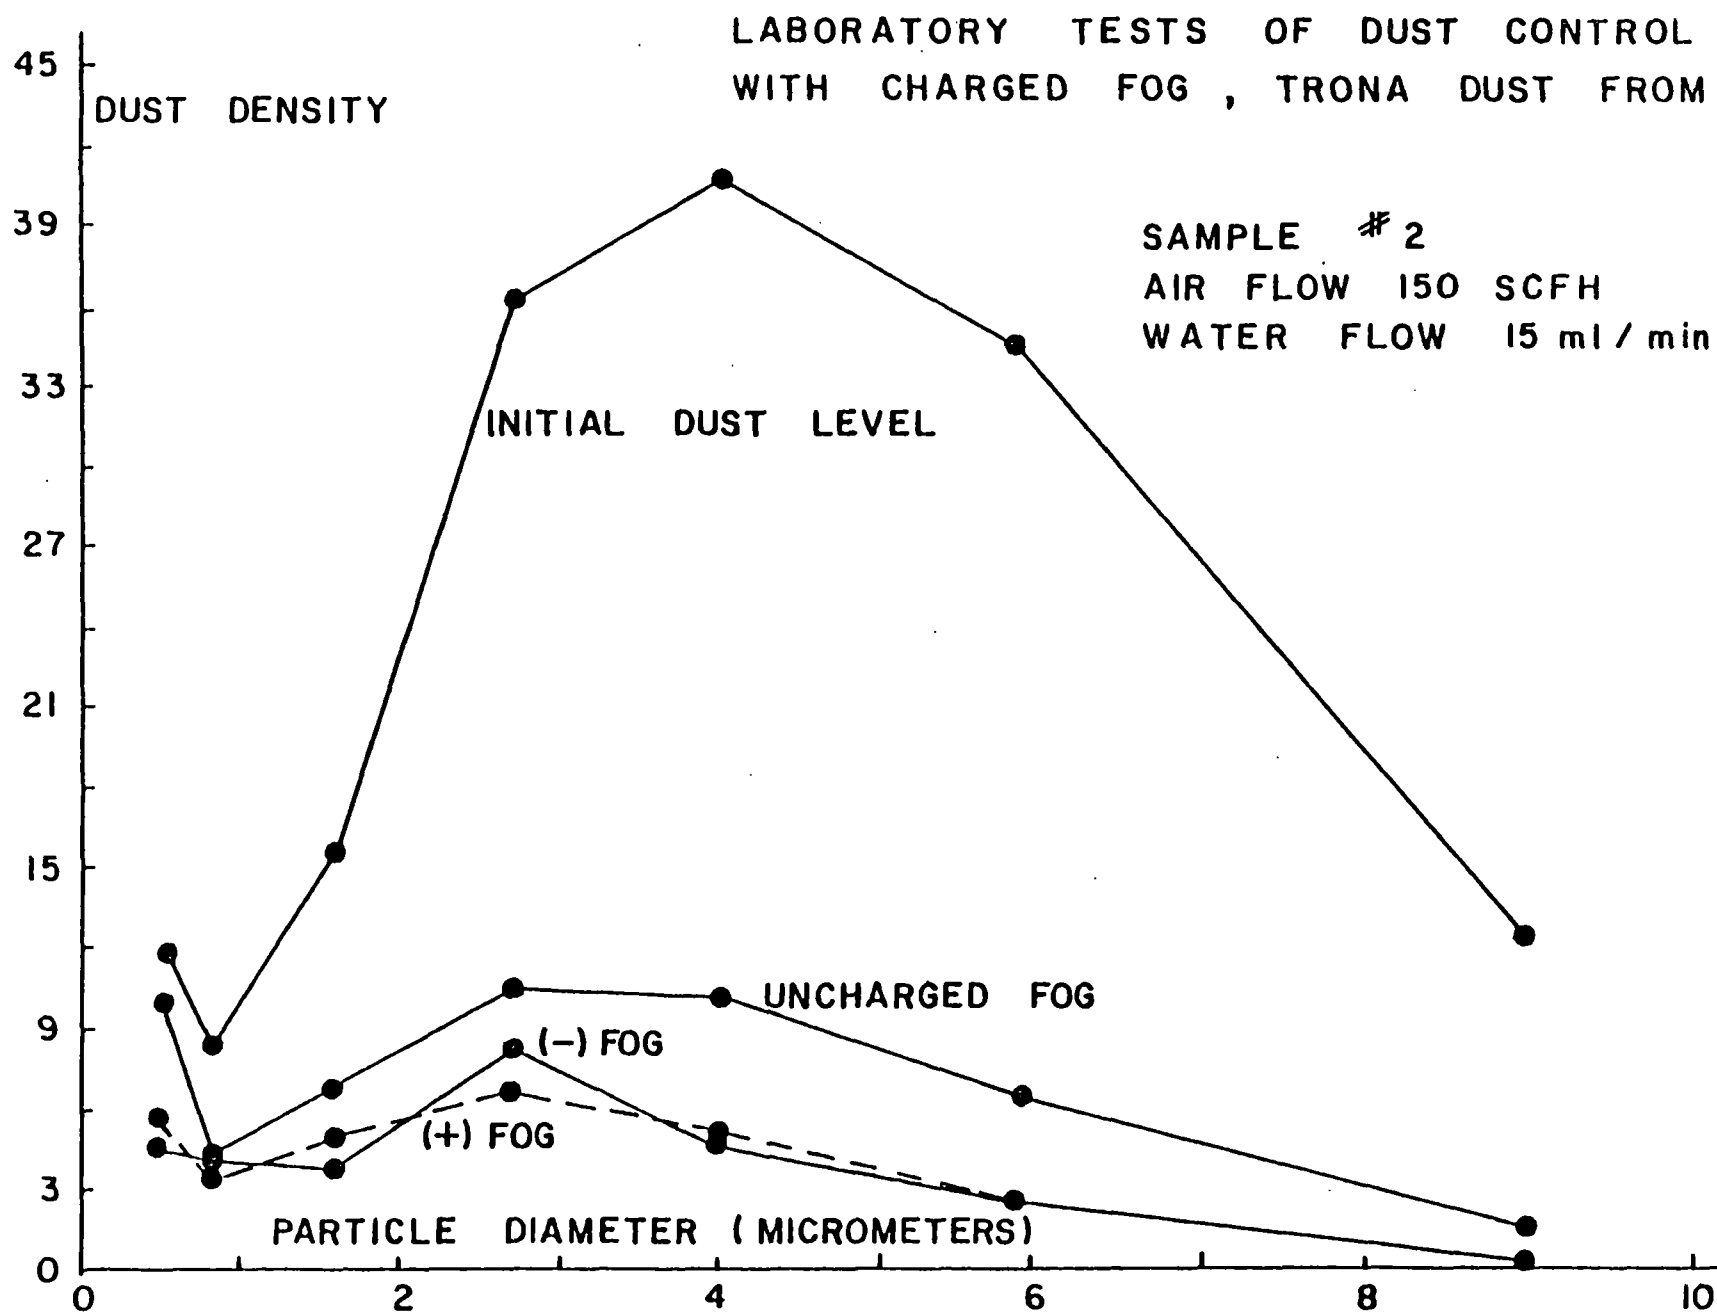 LABORATORY TESTS OF DUST CONTROL
WITH CHARGED FOG, TRONA DUST FROM
45
DUST DENSITY
39
SAMPLE #2
AIR FLOW 150 SCFH
WATER FLOW 15 ml/min
33
INITIAL DUST LEVEL
27
21
15
UNCHARGED FOG
9
(-) FOG
(+) FOG
3
PARTICLE DIAMETER (MICROMETERS)
0
0 2 4 6 8 10